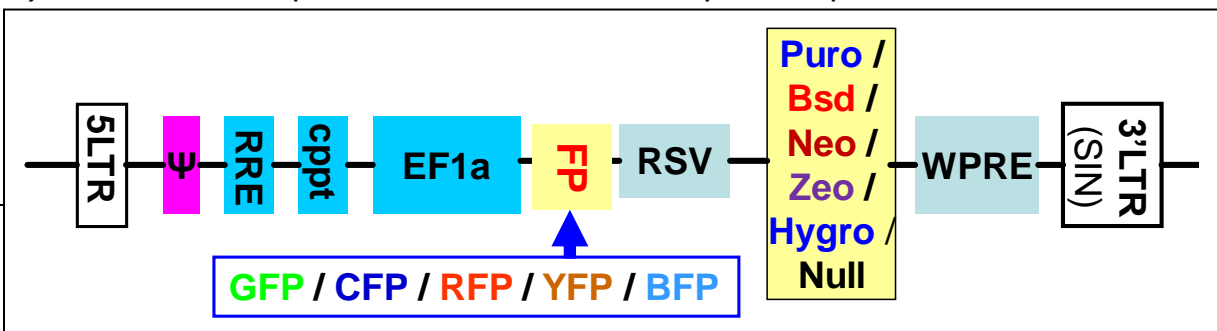 5LTR
Ψ
RRE
cppt
EF1a
FP
RSV
Puro /
Bsd /
Neo /
Zeo /
Hygro /
Null
WPRE
3'LTR
(SIN)
GFP / CFP / RFP / YFP / BFP